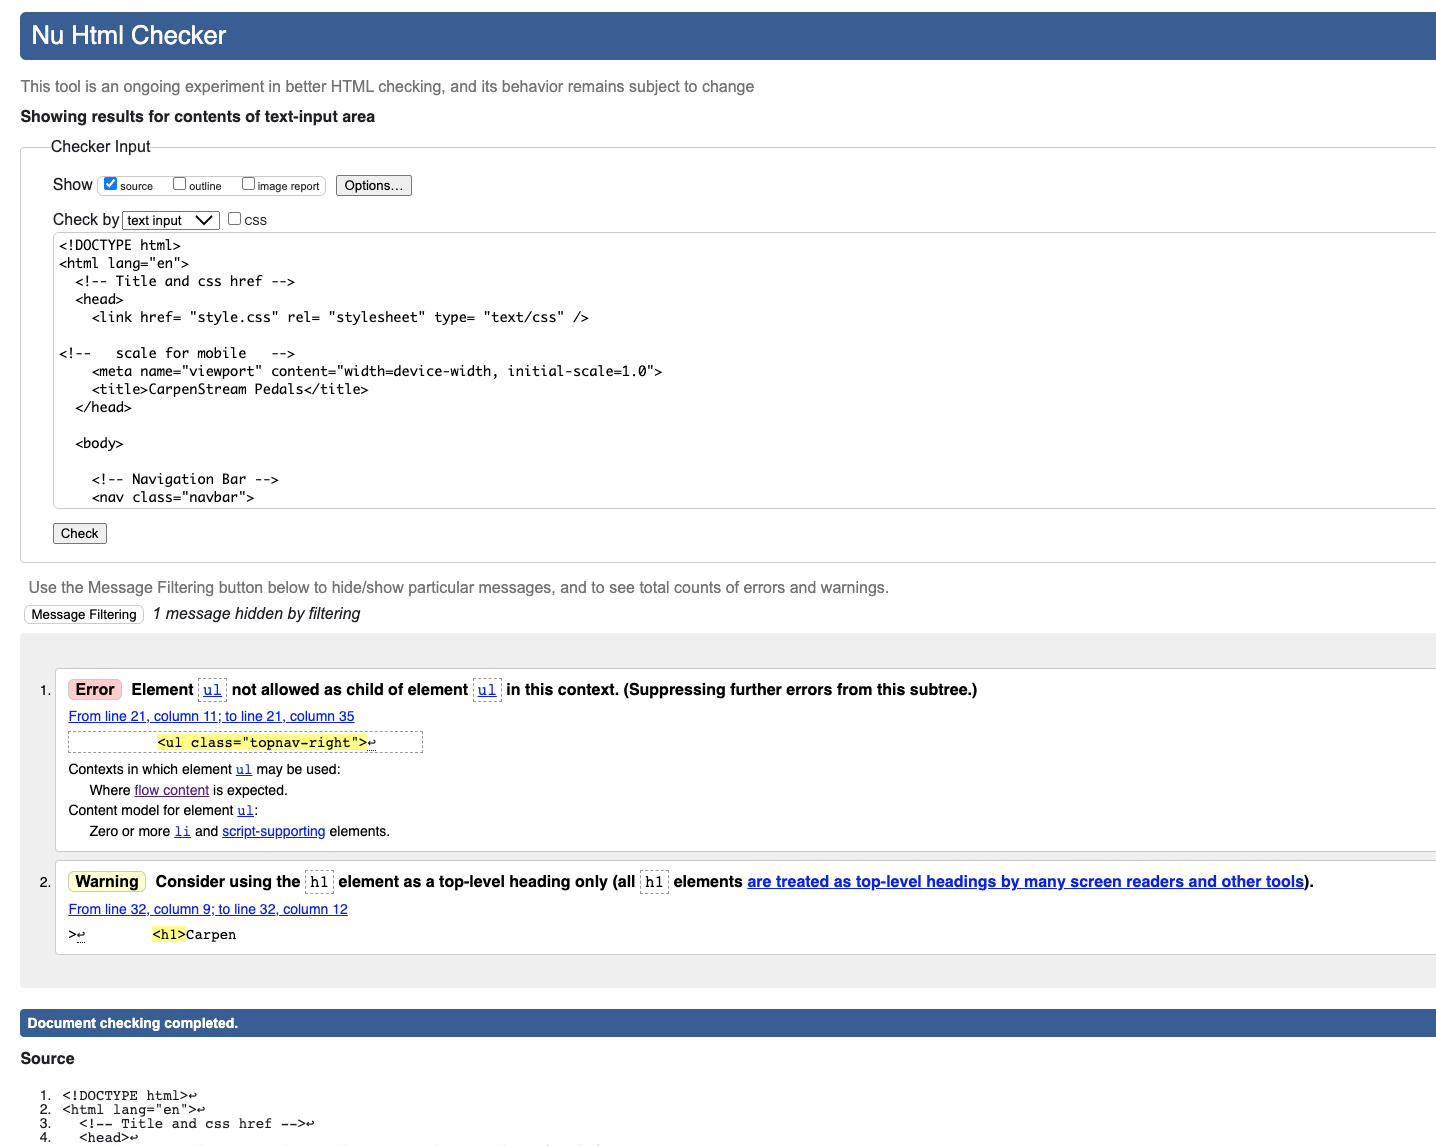 Nu Html Checker
This tool is an ongoing experiment in better HTML checking, and its behavior remains subject to change
Showing results for contents of text-input area
Checker Input
Show source outline image report Options...
Check by text input CSS
<!DOCTYPE html>
<html lang="en">
  <!-- Title and css href -->
  <head>
    <link href= "style.css" rel= "stylesheet" type= "text/css" />
<!--   scale for mobile   -->
    <meta name="viewport" content="width=device-width, initial-scale=1.0">
    <title>CarpenStream Pedals</title>
  </head>
  <body>
    <!-- Navigation Bar -->
    <nav class="navbar">
Check
Use the Message Filtering button below to hide/show particular messages, and to see total counts of errors and warnings.
Message Filtering 1 message hidden by filtering
1. Error Element ul not allowed as child of element ul in this context. (Suppressing further errors from this subtree.)
From line 21, column 11; to line 21, column 35
<ul class="topnav-right">↩
Contexts in which element ul may be used:
Where flow content is expected.
Content model for element ul:
Zero or more li and script-supporting elements.
2. Warning Consider using the h1 element as a top-level heading only (all h1 elements are treated as top-level headings by many screen readers and other tools).
From line 32, column 9; to line 32, column 12
>↩        <h1>Carpen
Document checking completed.
Source
1. <!DOCTYPE html>↩
2. <html lang="en">↩
3.   <!-- Title and css href -->↩
4.   <head>↩